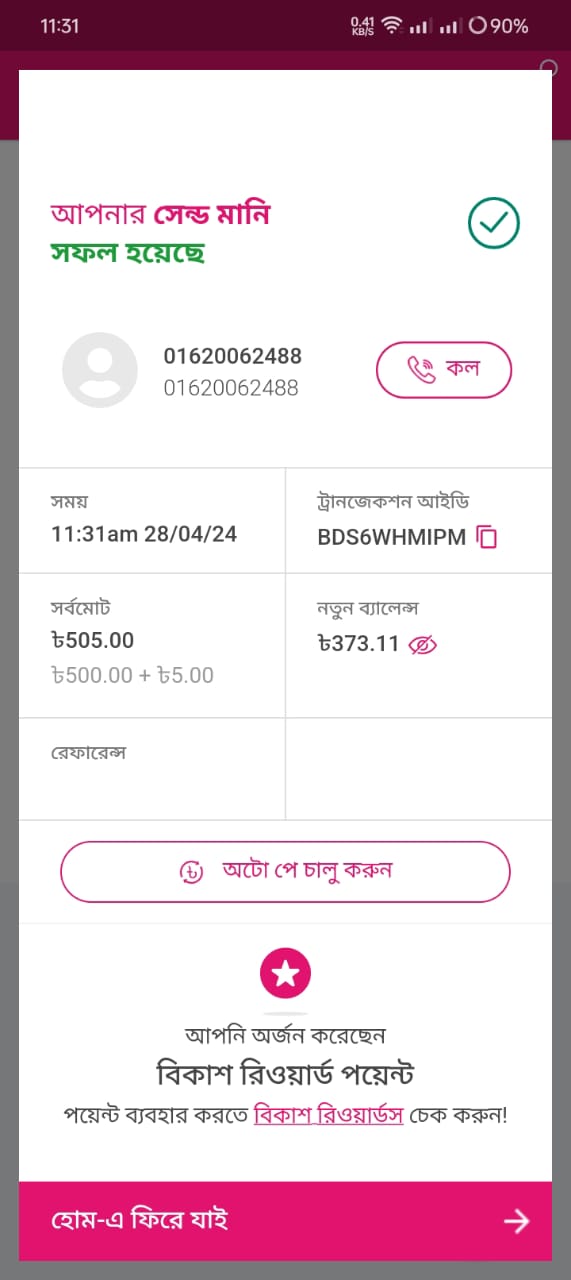 11:31
0.41 KB/S
90%
আপনার সেন্ড মানি
সফল হয়েছে
01620062488
01620062488
কল
সময়
11:31am 28/04/24
ট্রানজেকশন আইডি
BDS6WHMIPM
সর্বমোট
৳505.00
৳500.00 + ৳5.00
নতুন ব্যালেন্স
৳373.11
রেফারেন্স
অটো পে চালু করুন
আপনি অর্জন করেছেন
বিকাশ রিওয়ার্ড পয়েন্ট
পয়েন্ট ব্যবহার করতে বিকাশ রিওয়ার্ডস চেক করুন!
হোম-এ ফিরে যাই